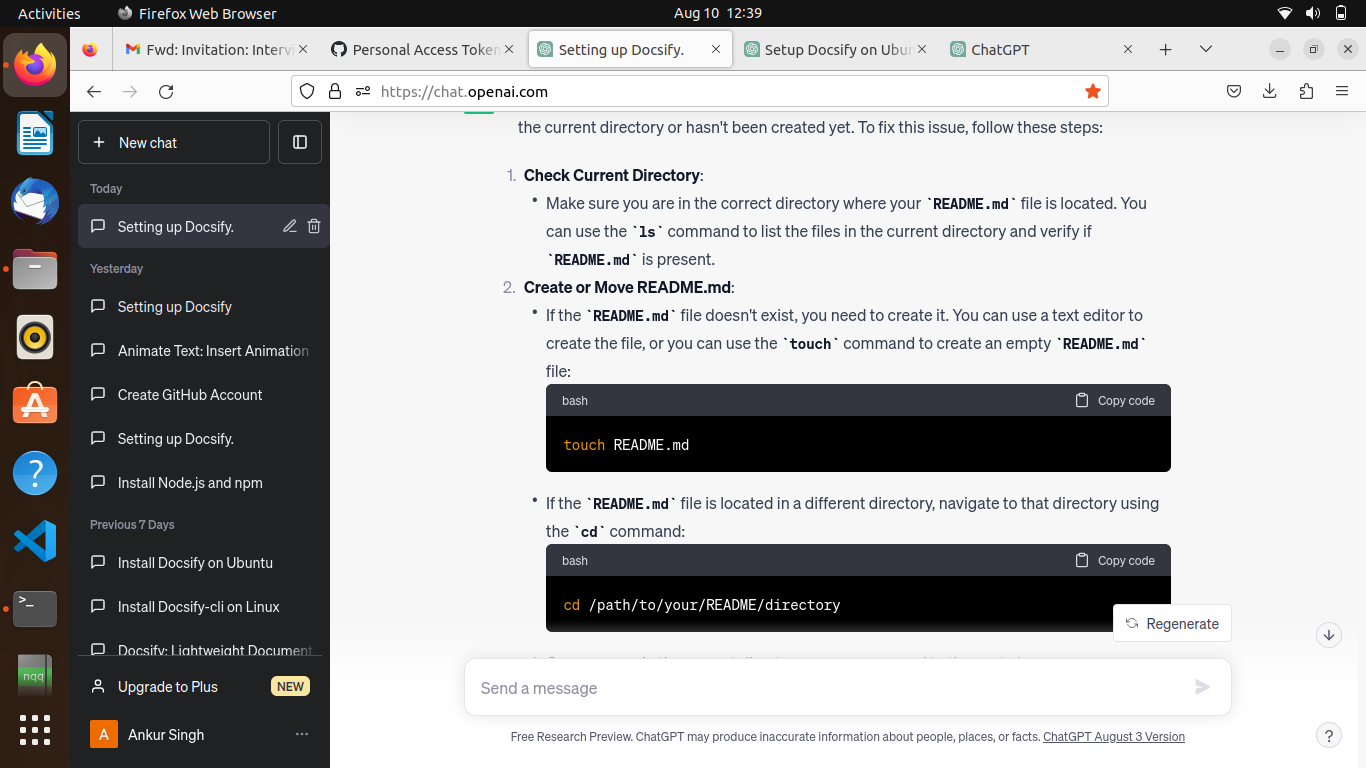 Activities
Firefox Web Browser
Aug 10 12:39
Fwd: Invitation: Interv
Personal Access Token
Setting up Docsify.
Setup Docsify on Ubun
ChatGPT
https://chat.openai.com
New chat
Today
Setting up Docsify.
Yesterday
Setting up Docsify
Animate Text: Insert Animation
Create GitHub Account
Setting up Docsify.
Install Node.js and npm
Previous 7 Days
Install Docsify on Ubuntu
Install Docsify-cli on Linux
Docsify: Lightweight Document
Upgrade to Plus
NEW
A
Ankur Singh
the current directory or hasn't been created yet. To fix this issue, follow these steps:
1. Check Current Directory:
• Make sure you are in the correct directory where your `README.md` file is located. You
can use the `ls` command to list the files in the current directory and verify if
`README.md` is present.
2. Create or Move README.md:
• If the `README.md` file doesn't exist, you need to create it. You can use a text editor to
create the file, or you can use the `touch` command to create an empty `README.md`
file:
bash
Copy code
touch README.md
• If the `README.md` file is located in a different directory, navigate to that directory using
the `cd` command:
bash
Copy code
cd /path/to/your/README/directory
Regenerate
Send a message
Free Research Preview. ChatGPT may produce inaccurate information about people, places, or facts. ChatGPT August 3 Version
?
nqq